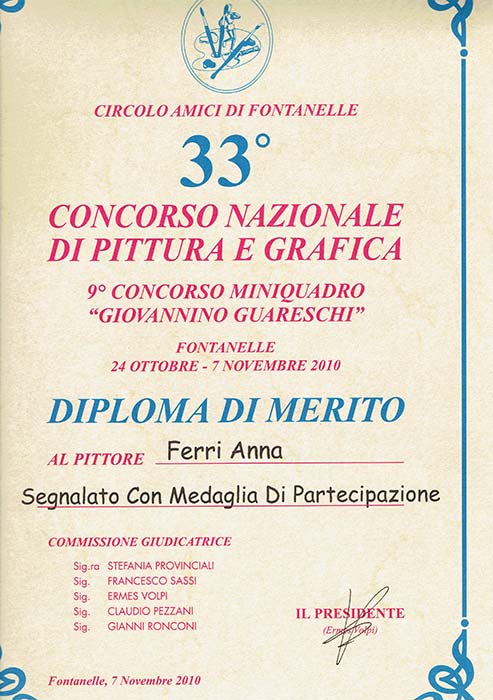 CIRCOLO AMICI DI FONTANELLE
33°
CONCORSO NAZIONALE
DI PITTURA E GRAFICA
9° CONCORSO MINIQUADRO
“GIOVANNINO GUARESCHI”
FONTANELLE
24 OTTOBRE - 7 NOVEMBRE 2010
DIPLOMA DI MERITO
AL PITTORE Ferri Anna
Segnalato Con Medaglia Di Partecipazione
COMMISSIONE GIUDICATRICE
Sig.ra STEFANIA PROVINCIALI
Sig. FRANCESCO SASSI
Sig. ERMES VOLPI
Sig. CLAUDIO PEZZANI
Sig. GIANNI RONCONI
IL PRESIDENTE
(Ermes Volpi)
Fontanelle, 7 Novembre 2010